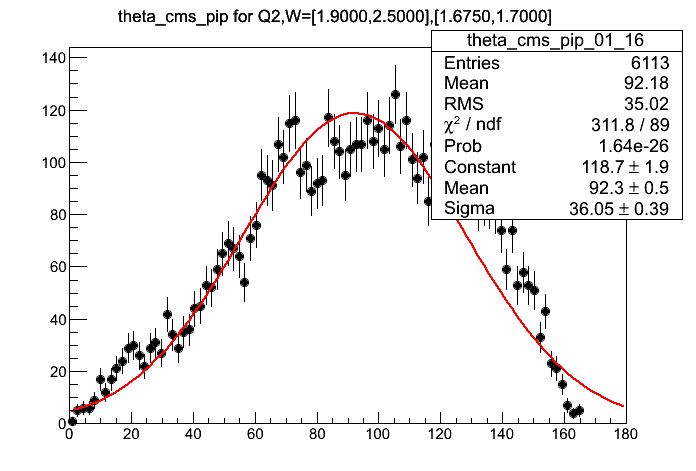 theta_cms_pip for Q2,W=[1.9000,2.5000],[1.6750,1.7000]
theta_cms_pip_01_16
Entries 6113
Mean 92.18
RMS 35.02
χ² / ndf 311.8 / 89
Prob 1.64e-26
Constant 118.7 ± 1.9
Mean 92.3 ± 0.5
Sigma 36.05 ± 0.39
140
120
100
80
60
40
20
0
0 20 40 60 80 100 120 140 160 180